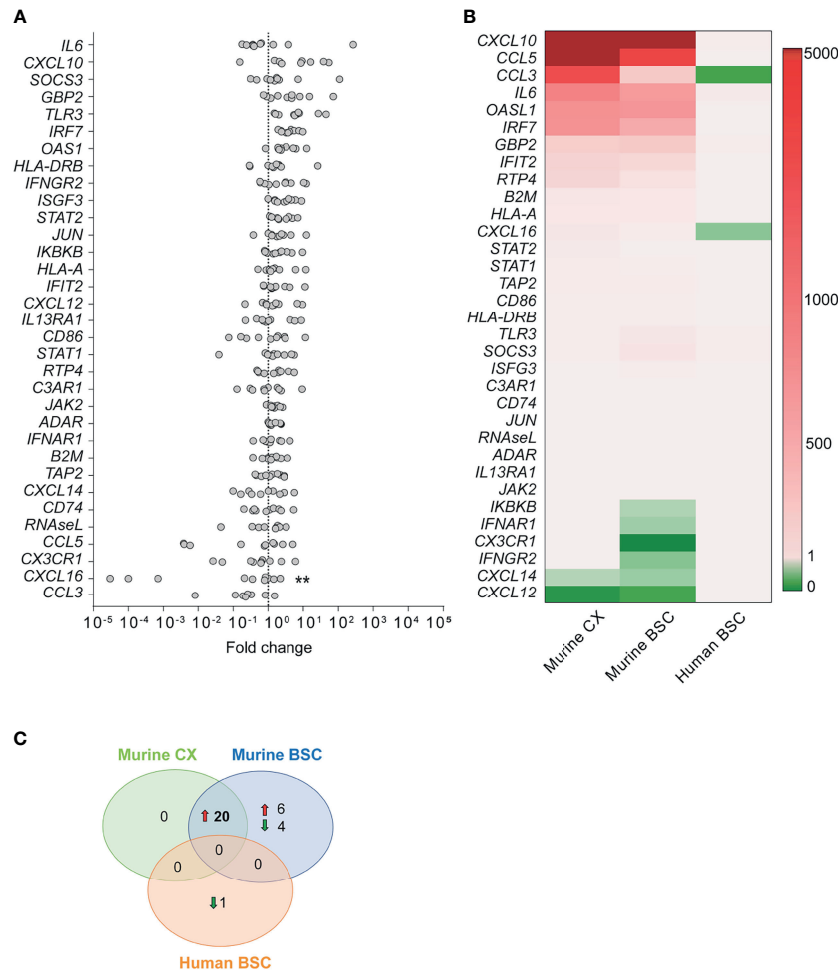 A
IL6
CXCL10
SOCS3
GBP2
TLR3
IRF7
OAS1
HLA-DRB
IFNGR2
ISGF3
STAT2
JUN
IKBKB
HLA-A
IFIT2
CXCL12
IL13RA1
CD86
STAT1
RTP4
C3AR1
JAK2
ADAR
IFNAR1
B2M
TAP2
CXCL14
CD74
RNAseL
CCL5
CX3CR1
CXCL16 **
CCL3
10-5 10-4 10-3 10-2 10-1 100 101 102 103 104 105
Fold change
B
CXCL10
CCL5
CCL3
IL6
OASL1
IRF7
GBP2
IFIT2
RTP4
B2M
HLA-A
CXCL16
STAT2
STAT1
TAP2
CD86
HLA-DRB
TLR3
SOCS3
ISFG3
C3AR1
CD74
JUN
RNAseL
ADAR
IL13RA1
JAK2
IKBKB
IFNAR1
CX3CR1
IFNGR2
CXCL14
CXCL12
Murine CX
Murine BSC
Human BSC
5000
1000
500
1
0
C
Murine CX Murine BSC
0 20 6
4
0
0 0
1
Human BSC